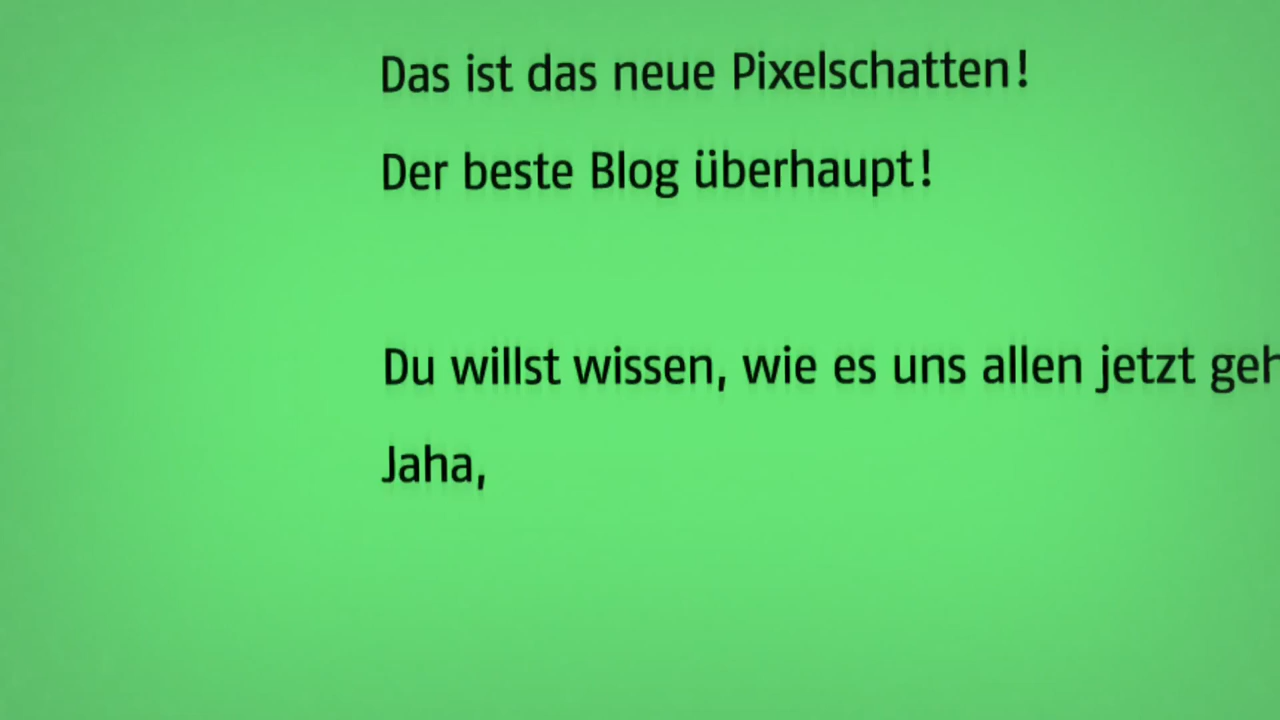 Das ist das neue Pixelschatten!
Der beste Blog überhaupt!
Du willst wissen, wie es uns allen jetzt geh
Jaha,